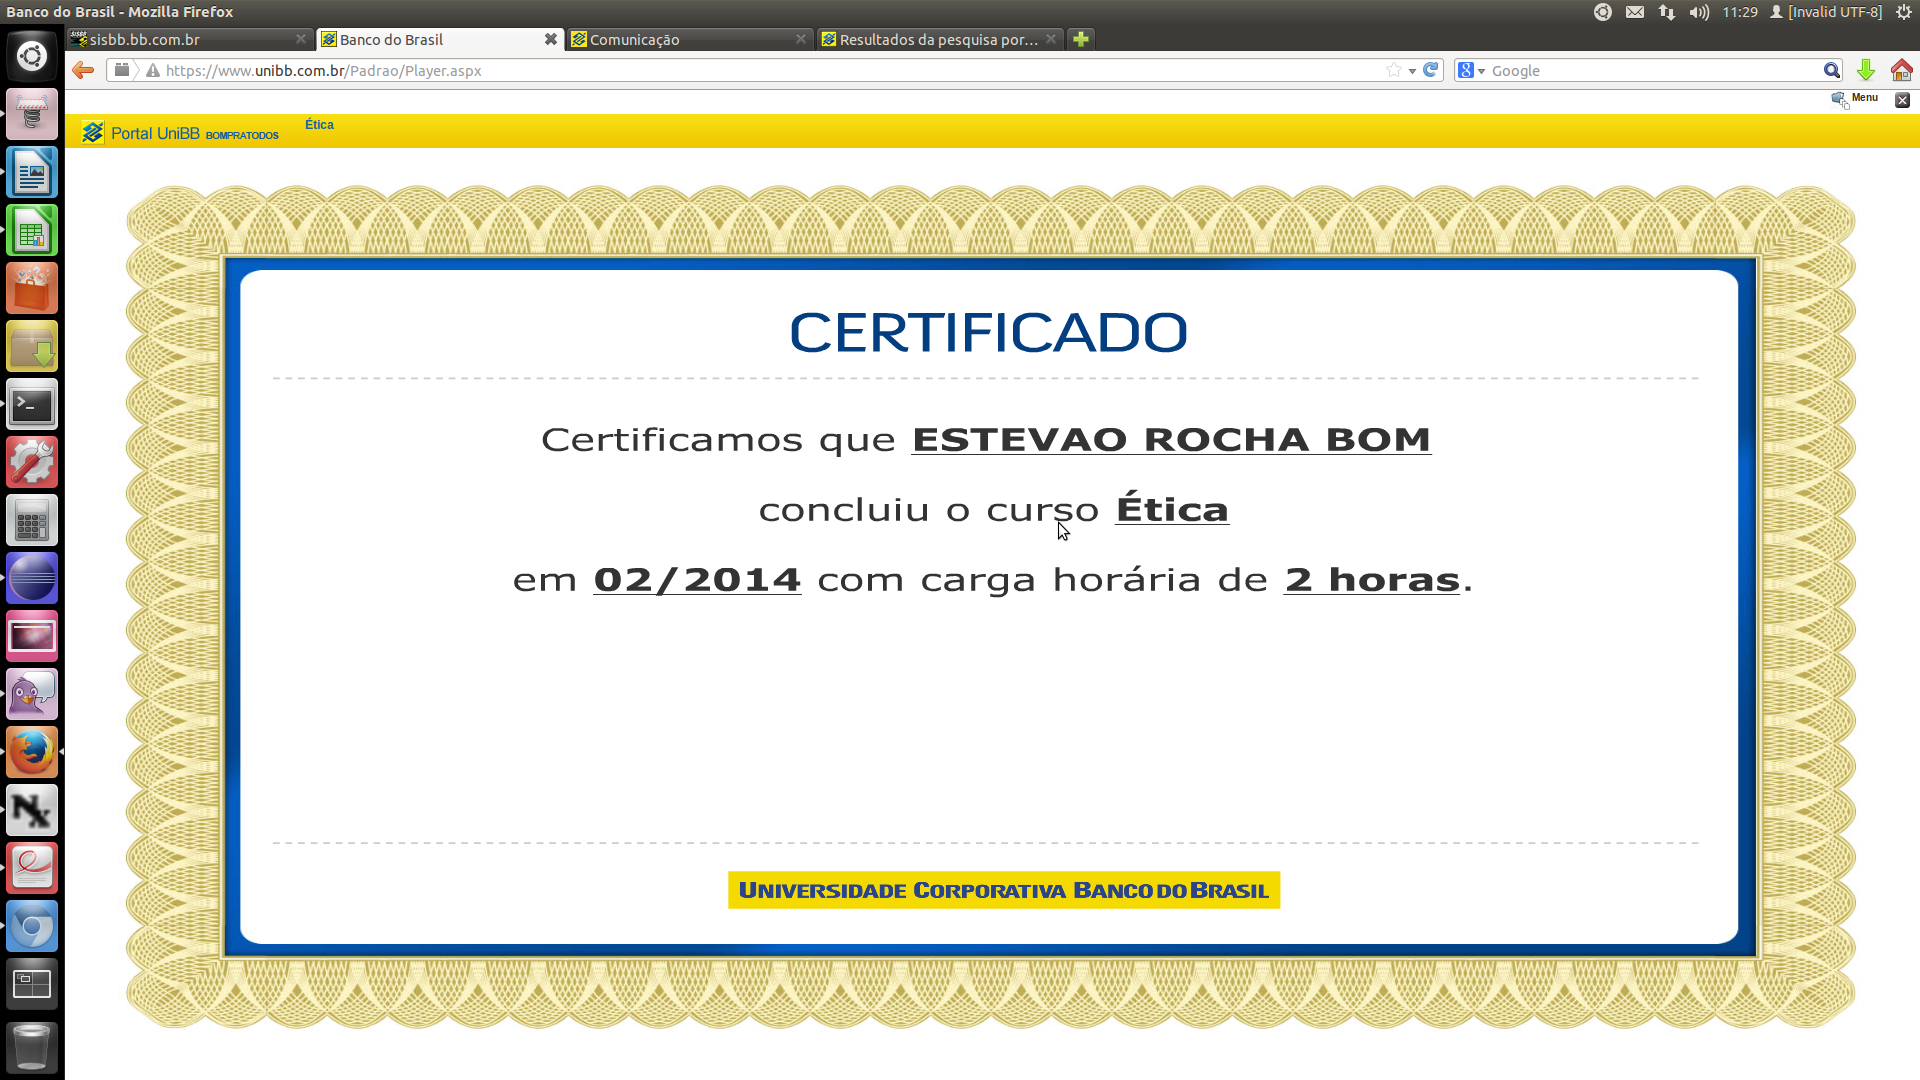 Banco do Brasil - Mozilla Firefox
11:29
[Invalid UTF-8]
sisbb.bb.com.br
Banco do Brasil
Comunicação
Resultados da pesquisa por...
https://www.unibb.com.br/Padrao/Player.aspx
Google
Menu
Portal UniBB BOMPRATODOS
Ética
CERTIFICADO
Certificamos que ESTEVAO ROCHA BOM
concluiu o curso Ética
em 02/2014 com carga horária de 2 horas.
UNIVERSIDADE CORPORATIVA BANCO DO BRASIL